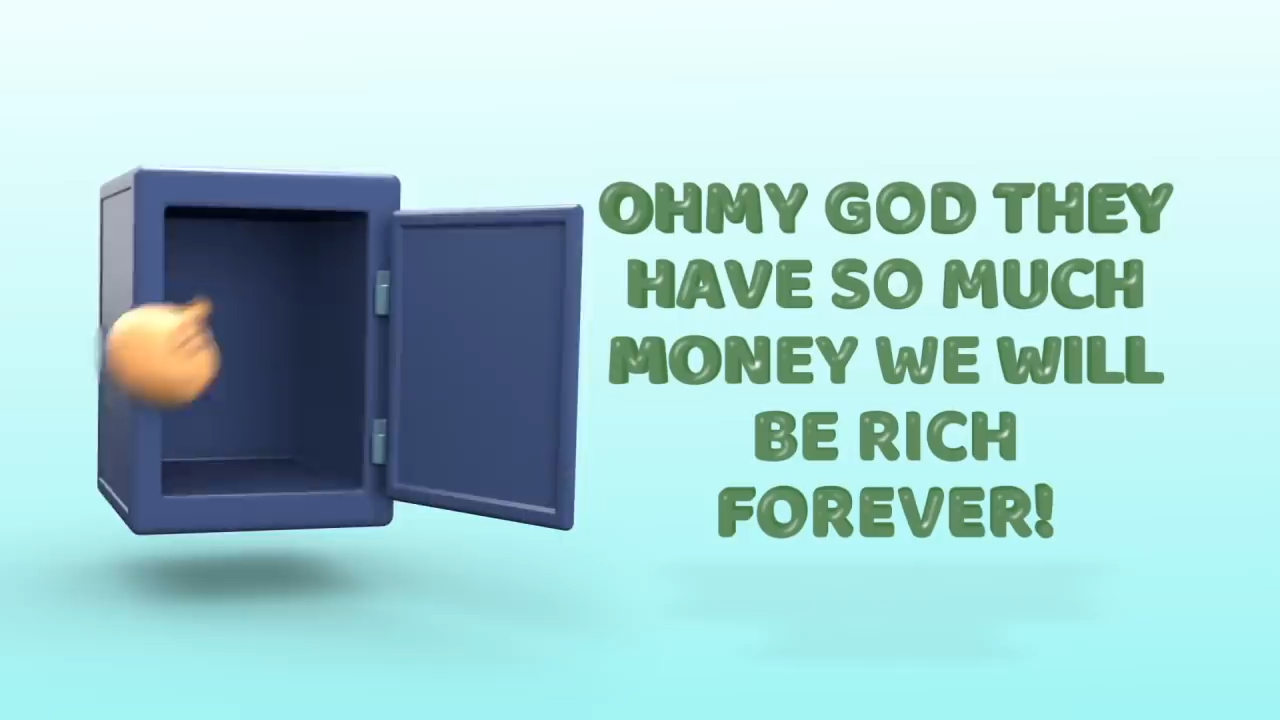 OHMY GOD THEY
HAVE SO MUCH
MONEY WE WILL
BE RICH
FOREVER!